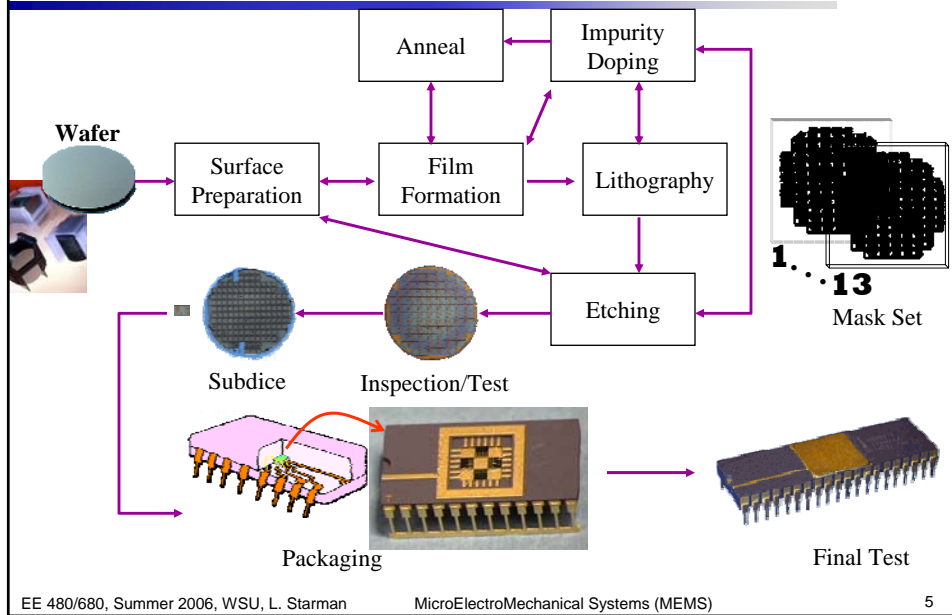 Anneal
Impurity
Doping
Wafer
Surface
Preparation
Film
Formation
Lithography
1...13
Mask Set
Etching
Subdice
Inspection/Test
Packaging
Final Test
EE 480/680, Summer 2006, WSU, L. Starman
MicroElectroMechanical Systems (MEMS)
5